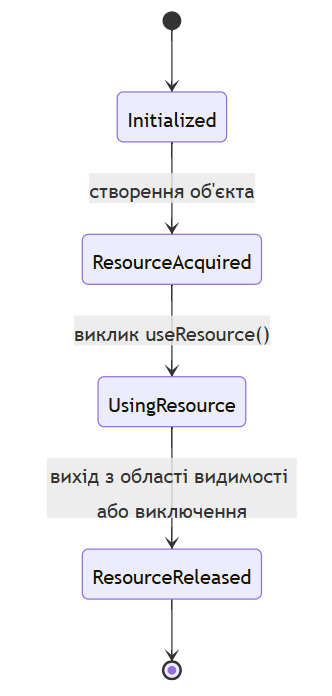 Initialized
створення об'єкта
ResourceAcquired
виклик useResource()
UsingResource
вихід з області видимості
або виключення
ResourceReleased